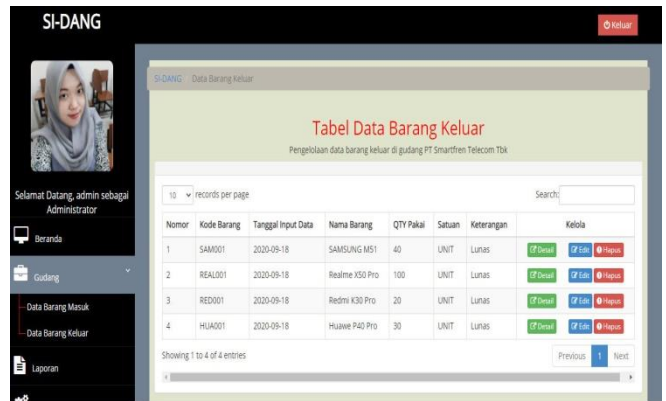 SI-DANG
Keluar
SI-DANG Data Barang Keluar
Tabel Data Barang Keluar
Pengelolaan data barang keluar di gudang PT Smartfren Telecom Tbk
Selamat Datang, admin sebagai
Administrator
Beranda
Gudang
Data Barang Masuk
Data Barang Keluar
Laporan
10 records per page
Search:
Nomor Kode Barang Tanggal Input Data Nama Barang QTY Pakai Satuan Keterangan Kelola
1 SAM001 2020-09-18 SAMSUNG M51 40 UNIT Lunas Detail Edit Hapus
2 REAL001 2020-09-18 Realme X50 Pro 100 UNIT Lunas Detail Edit Hapus
3 RED001 2020-09-18 Redmi K30 Pro 20 UNIT Lunas Detail Edit Hapus
4 HUA001 2020-09-18 Huawe P40 Pro 30 UNIT Lunas Detail Edit Hapus
Showing 1 to 4 of 4 entries
Previous 1 Next